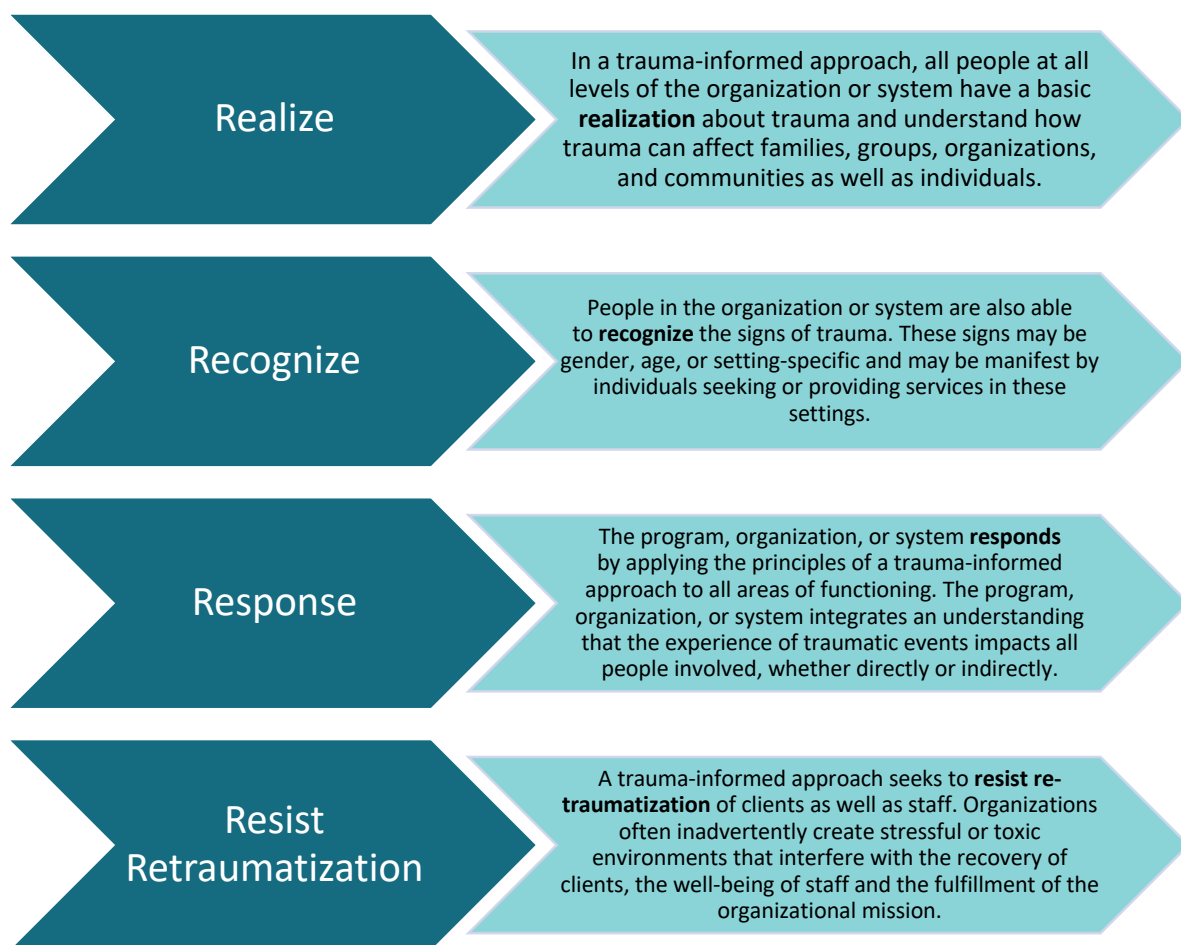 Realize
In a trauma-informed approach, all people at all
levels of the organization or system have a basic
realization about trauma and understand how
trauma can affect families, groups, organizations,
and communities as well as individuals.
Recognize
People in the organization or system are also able
to recognize the signs of trauma. These signs may be
gender, age, or setting-specific and may be manifest by
individuals seeking or providing services in these
settings.
Response
The program, organization, or system responds
by applying the principles of a trauma-informed
approach to all areas of functioning. The program,
organization, or system integrates an understanding
that the experience of traumatic events impacts all
people involved, whether directly or indirectly.
Resist
Retraumatization
A trauma-informed approach seeks to resist re-
traumatization of clients as well as staff. Organizations
often inadvertently create stressful or toxic
environments that interfere with the recovery of
clients, the well-being of staff and the fulfillment of the
organizational mission.